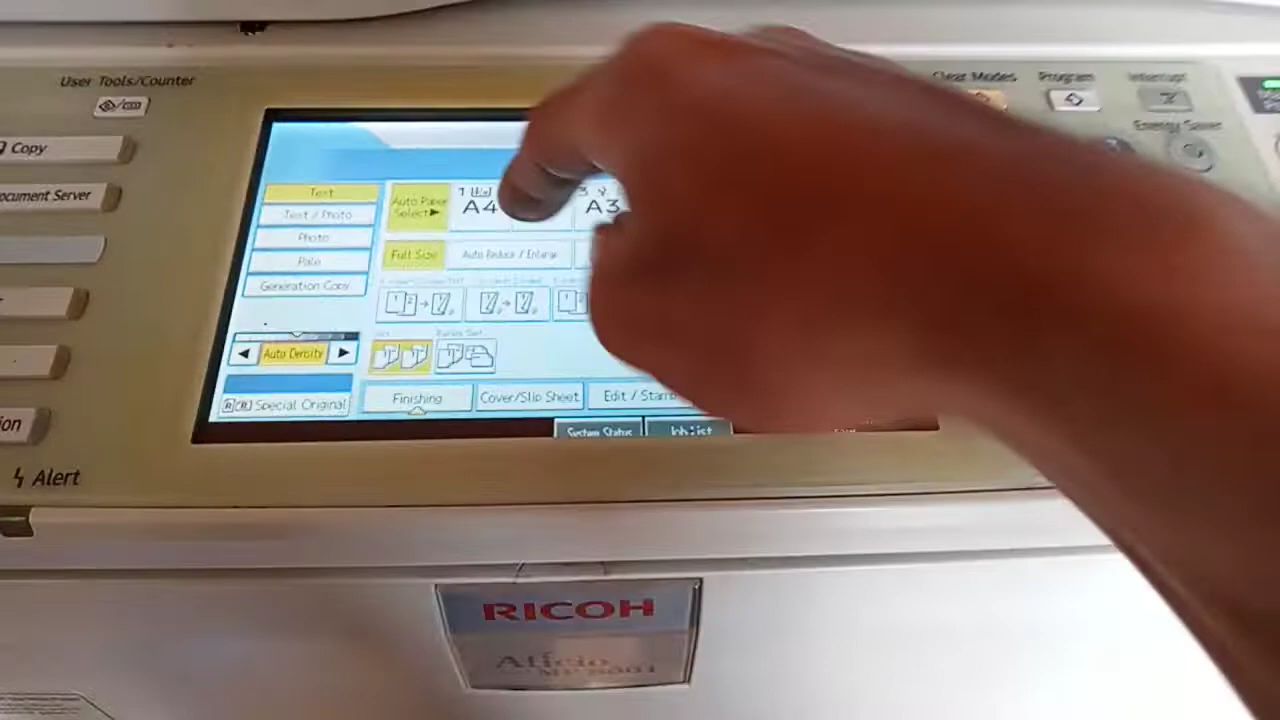 User Tools/Counter
Clear Modes
Program
Interrupt
Energy Saver
Copy
ocument Server
ion
Alert
Text
Text / Photo
Photo
Pale
Generation Copy
Auto Density
Special Original
Auto Paper
Select▶
1
A4
3
A3
Full Size
Auto Reduce / Enlarge
Finishing
Cover/Slip Sheet
Edit / Stamp
System Status
Job List
RICOH
Aficio